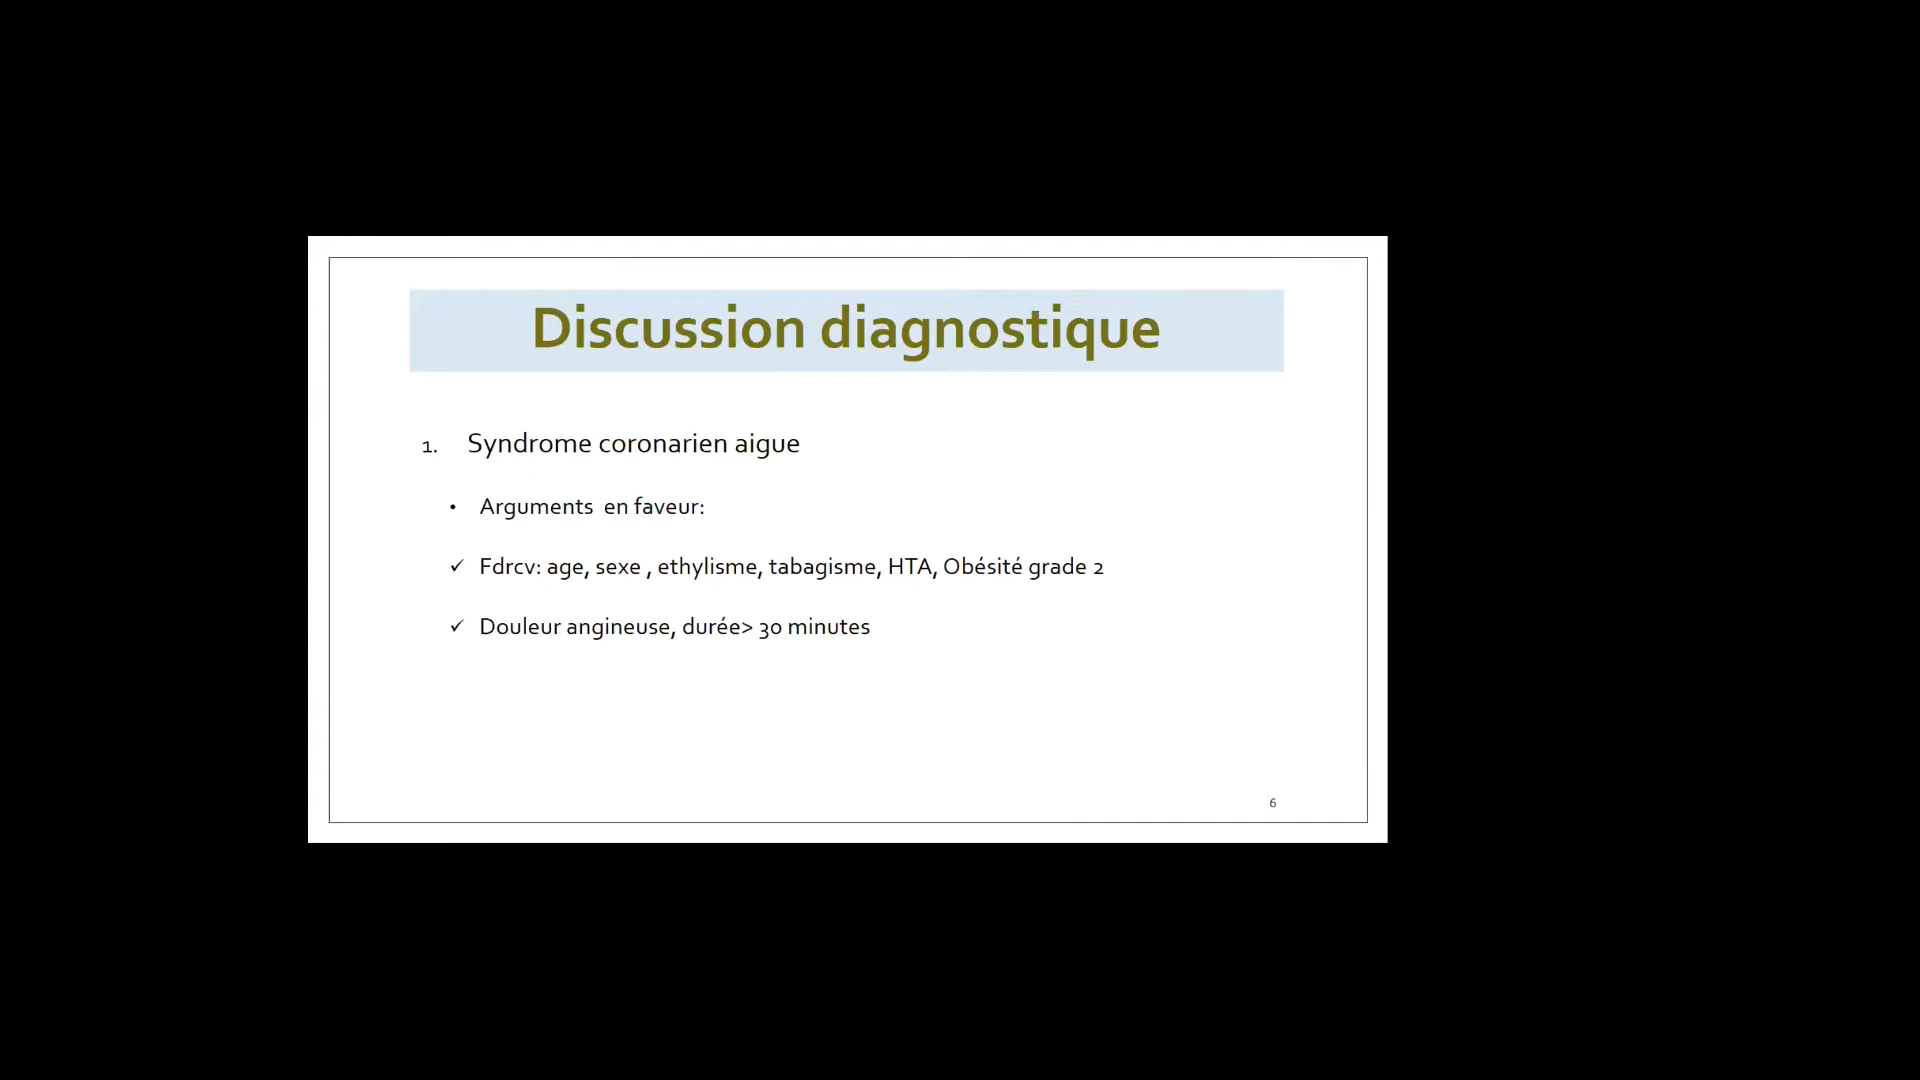 Discussion diagnostique
1. Syndrome coronarien aigue
• Arguments en faveur:
✓ Fdrcv: age, sexe , ethylisme, tabagisme, HTA, Obésité grade 2
✓ Douleur angineuse, durée> 30 minutes
6